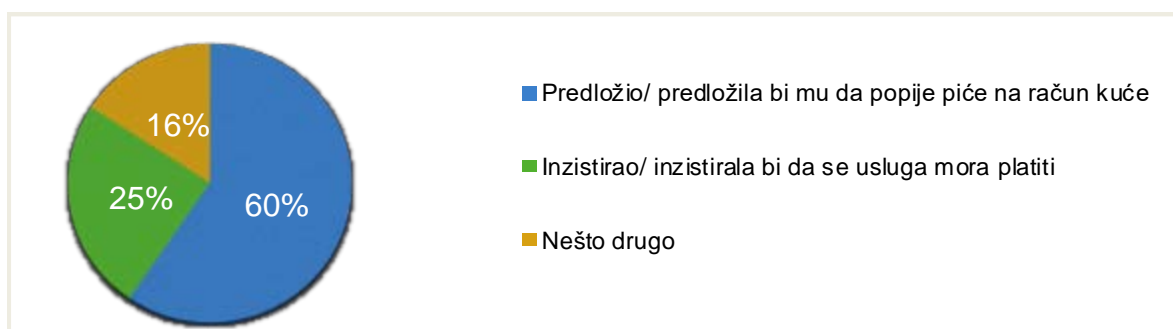 16%
25%
60%
Predložio/ predložila bi mu da popije piće na račun kuće
Inzistirao/ inzistirala bi da se usluga mora platiti
Nešto drugo